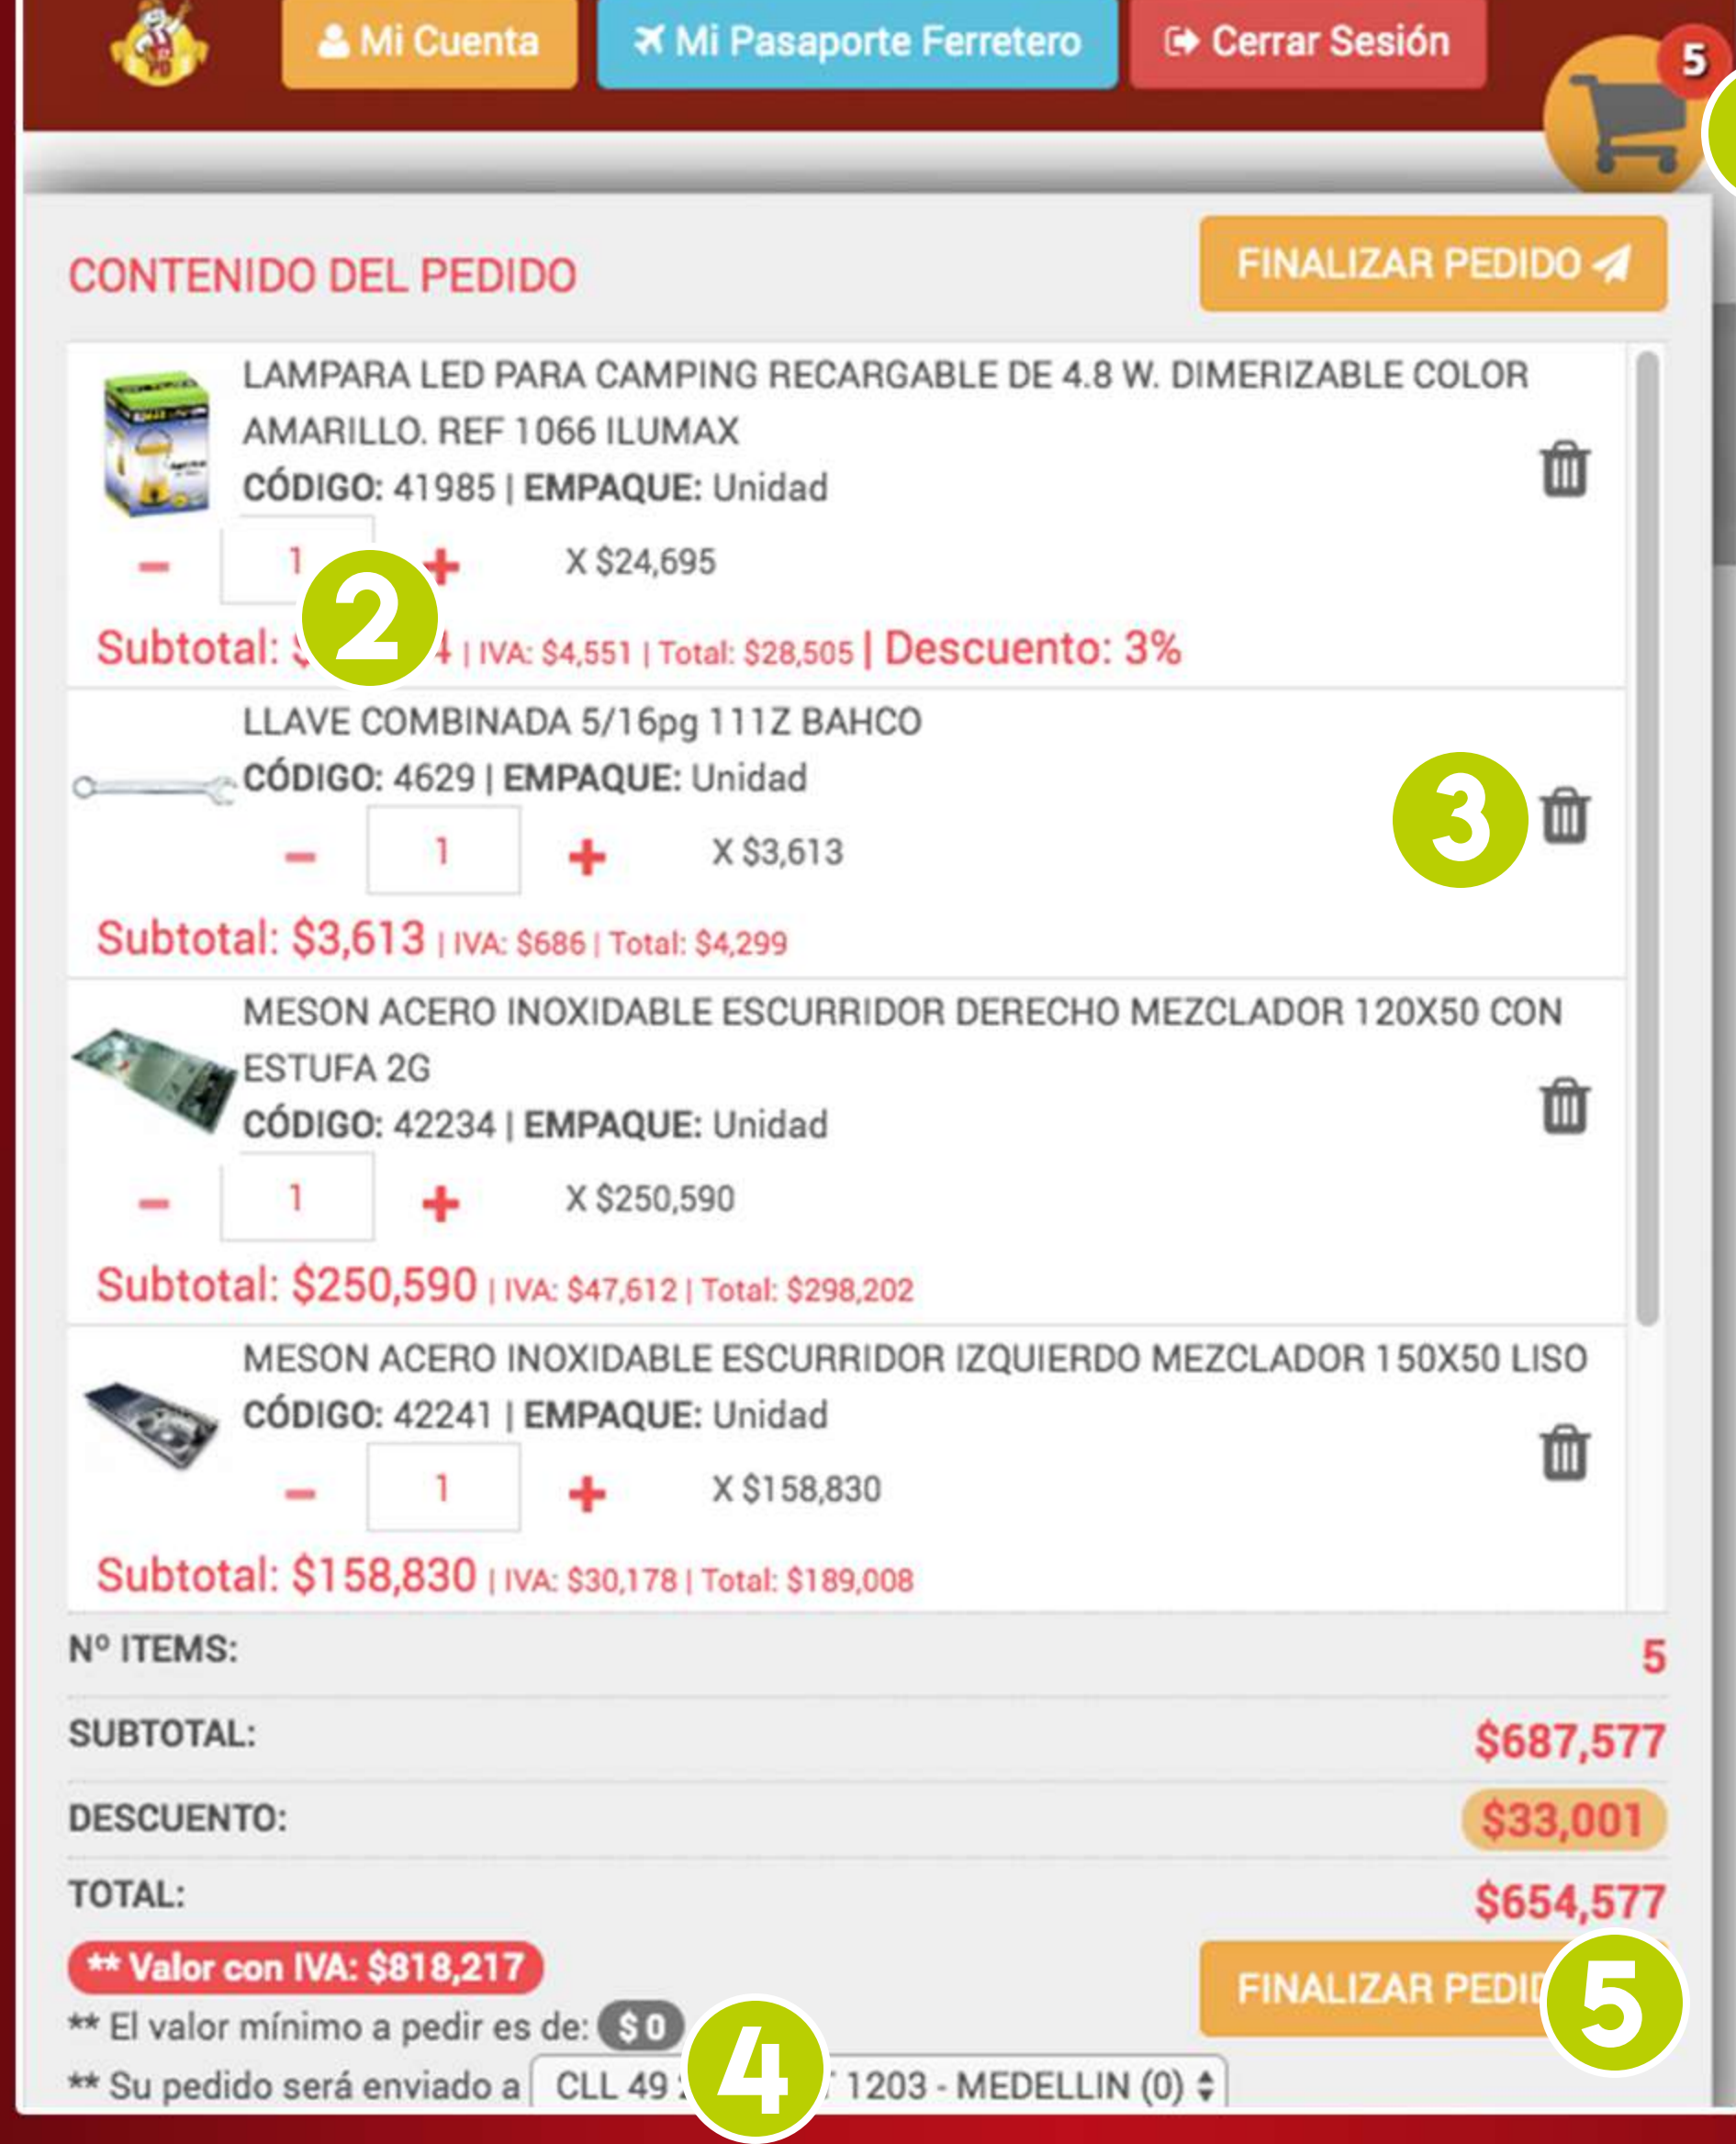 Mi Cuenta
Mi Pasaporte Ferretero
Cerrar Sesión
5
CONTENIDO DEL PEDIDO
FINALIZAR PEDIDO
LAMPARA LED PARA CAMPING RECARGABLE DE 4.8 W. DIMERIZABLE COLOR
AMARILLO. REF 1066 ILUMAX
CÓDIGO: 41985 | EMPAQUE: Unidad
− 1 + X $24,695
2
Subtotal: $ 4 | IVA: $4,551 | Total: $28,505 | Descuento: 3%
LLAVE COMBINADA 5/16pg 111Z BAHCO
CÓDIGO: 4629 | EMPAQUE: Unidad
3
− 1 + X $3,613
Subtotal: $3,613 | IVA: $686 | Total: $4,299
MESON ACERO INOXIDABLE ESCURRIDOR DERECHO MEZCLADOR 120X50 CON
ESTUFA 2G
CÓDIGO: 42234 | EMPAQUE: Unidad
− 1 + X $250,590
Subtotal: $250,590 | IVA: $47,612 | Total: $298,202
MESON ACERO INOXIDABLE ESCURRIDOR IZQUIERDO MEZCLADOR 150X50 LISO
CÓDIGO: 42241 | EMPAQUE: Unidad
− 1 + X $158,830
Subtotal: $158,830 | IVA: $30,178 | Total: $189,008
Nº ITEMS: 5
SUBTOTAL: $687,577
DESCUENTO: $33,001
TOTAL: $654,577
** Valor con IVA: $818,217
FINALIZAR PEDID
5
** El valor mínimo a pedir es de: $ 0
4
** Su pedido será enviado a CLL 49 1203 - MEDELLIN (0)